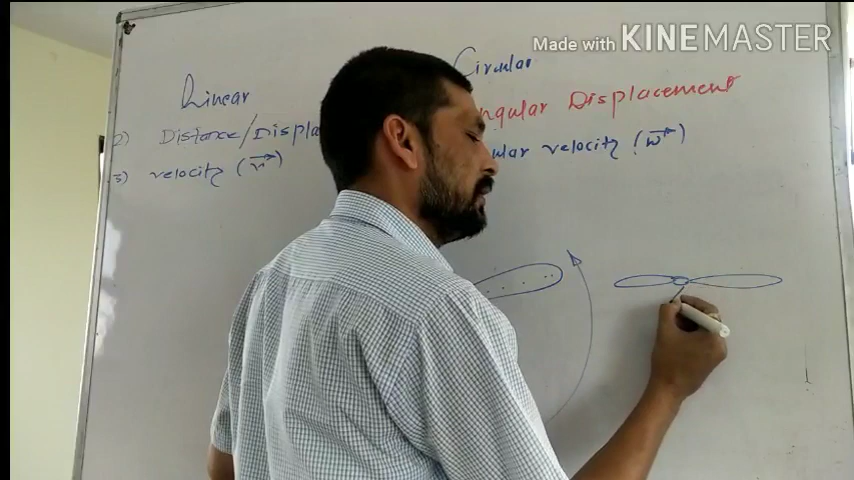 Made with KINEMASTER
Linear
Circular
2) Distance/Displa
ngular Displacement
3) velocity (v)
ular velocity (ω)